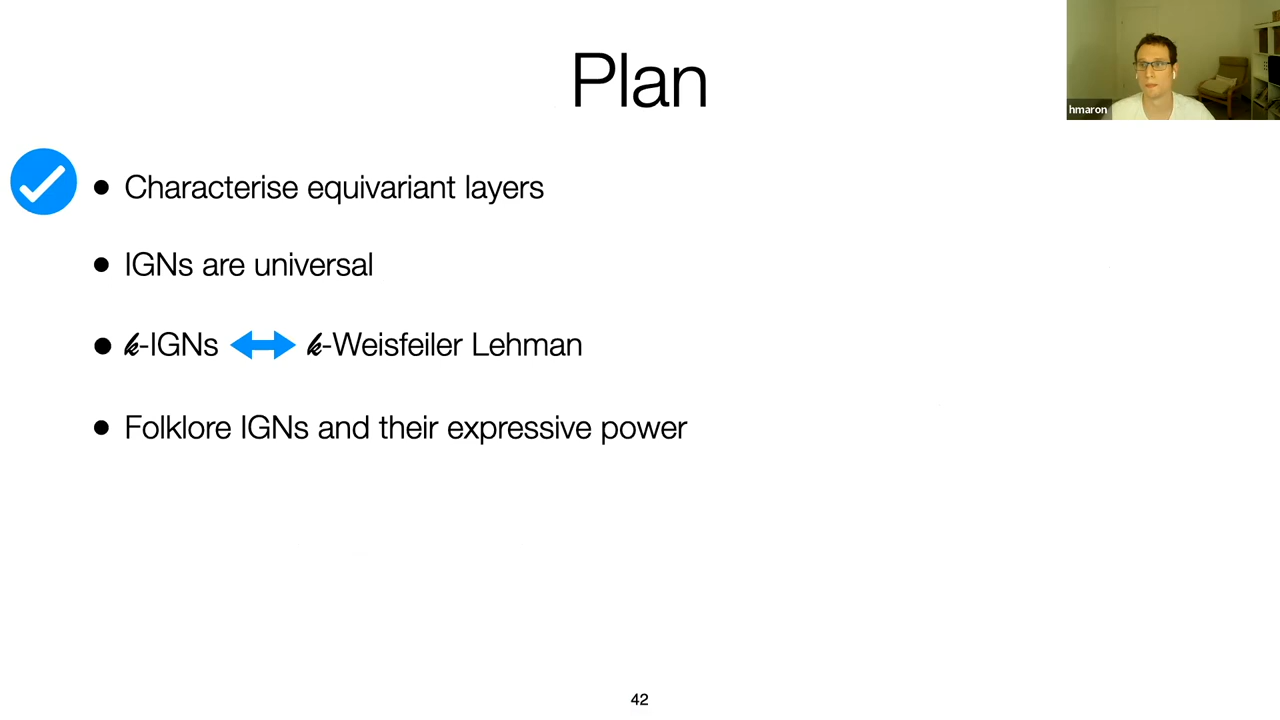 Plan
hmaron
• Characterise equivariant layers
• IGNs are universal
• k-IGNs k-Weisfeiler Lehman
• Folklore IGNs and their expressive power
42